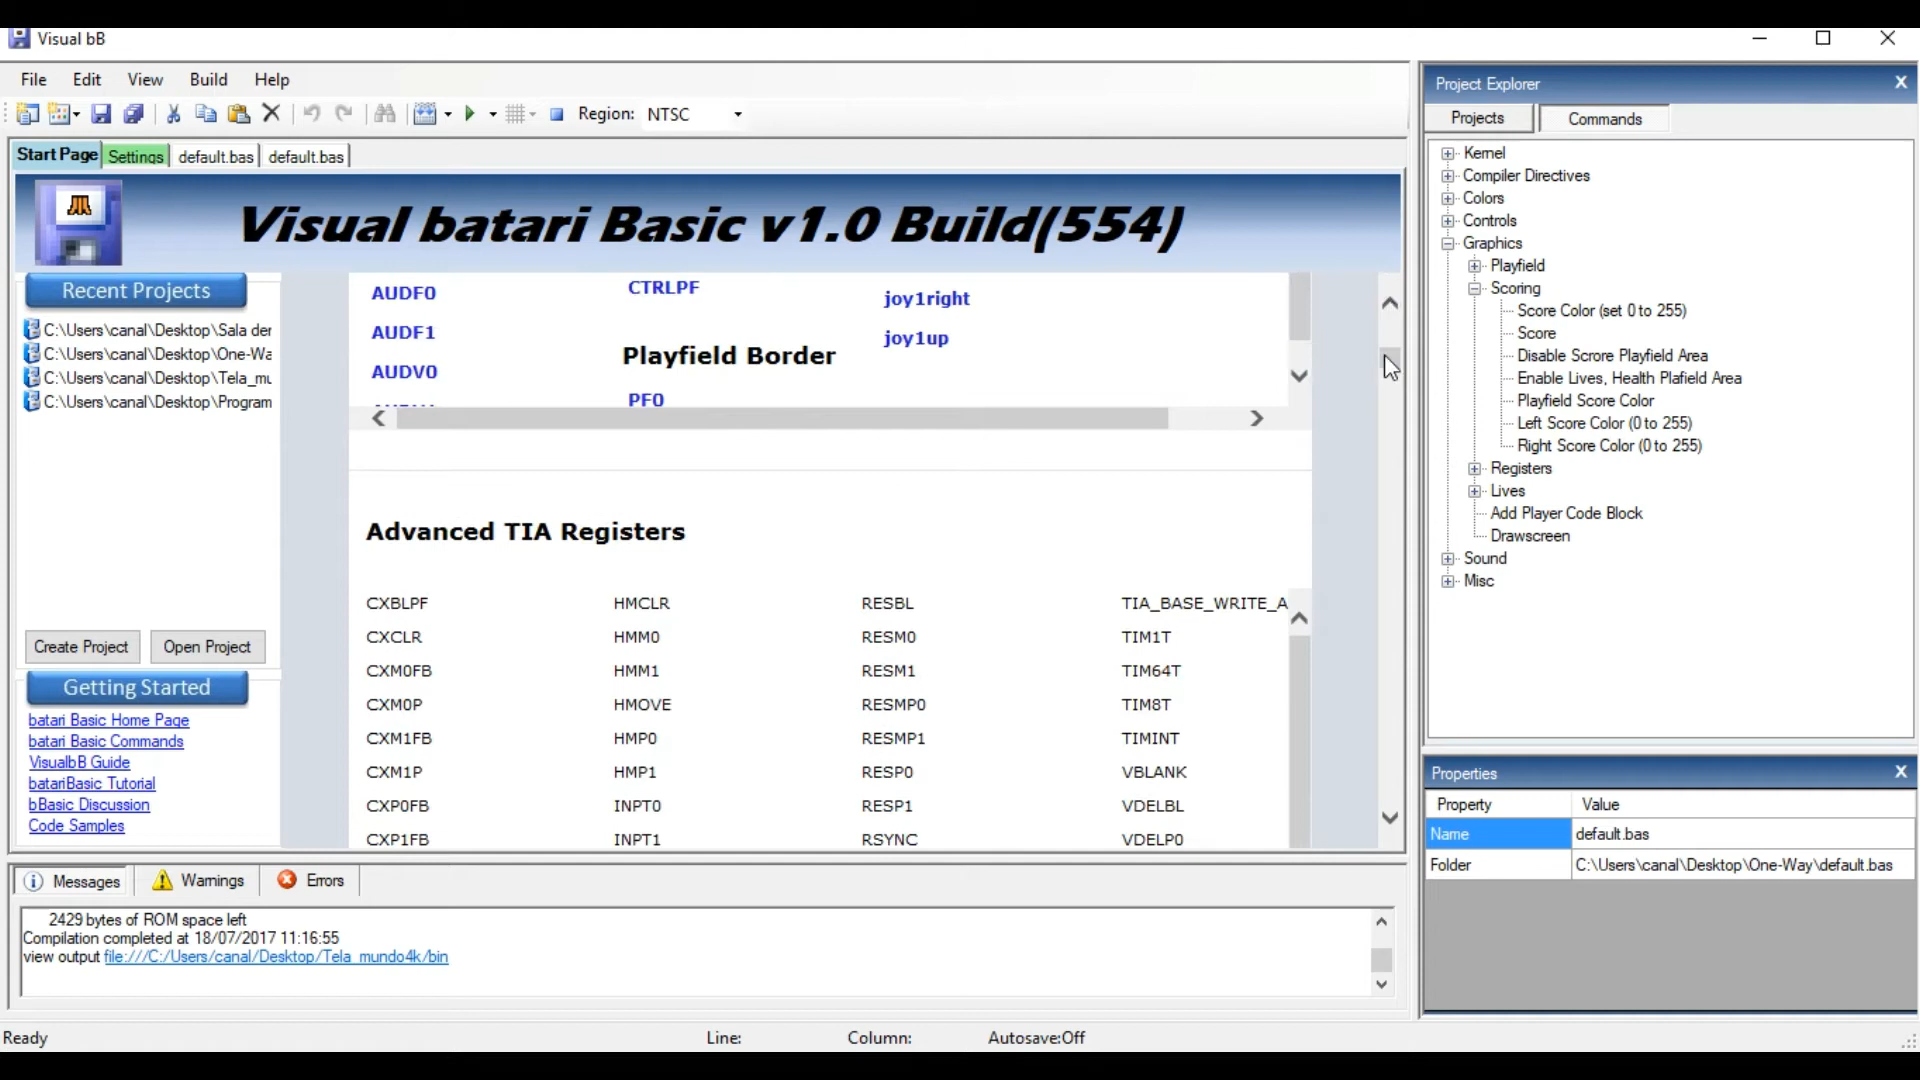 Visual bB
File Edit View Build Help
Region: NTSC
Start Page Settings default.bas default.bas
Visual batari Basic v1.0 Build(554)
Recent Projects
C:\Users\canal\Desktop\Sala der
C:\Users\canal\Desktop\One-Wa
C:\Users\canal\Desktop\Tela_mu
C:\Users\canal\Desktop\Program
Create Project Open Project
Getting Started
batari Basic Home Page
batari Basic Commands
VisualbB Guide
batariBasic Tutorial
bBasic Discussion
Code Samples
AUDF0 CTRLPF joy1right
AUDF1 joy1up
Playfield Border
AUDV0
PF0
Advanced TIA Registers
CXBLPF HMCLR RESBL TIA_BASE_WRITE_A
CXCLR HMM0 RESM0 TIM1T
CXM0FB HMM1 RESM1 TIM64T
CXM0P HMOVE RESMP0 TIM8T
CXM1FB HMP0 RESMP1 TIMINT
CXM1P HMP1 RESP0 VBLANK
CXP0FB INPT0 RESP1 VDELBL
CXP1FB INPT1 RSYNC VDELP0
Messages Warnings Errors
2429 bytes of ROM space left
Compilation completed at 18/07/2017 11:16:55
view output file:///C:/Users/canal/Desktop/Tela_mundo4k/bin
Project Explorer X
Projects Commands
Kernel
Compiler Directives
Colors
Controls
Graphics
Playfield
Scoring
Score Color (set 0 to 255)
Score
Disable Scrore Playfield Area
Enable Lives, Health Plafield Area
Playfield Score Color
Left Score Color (0 to 255)
Right Score Color (0 to 255)
Registers
Lives
Add Player Code Block
Drawscreen
Sound
Misc
Properties X
Property Value
Name default.bas
Folder C:\Users\canal\Desktop\One-Way\default.bas
Ready Line: Column: Autosave:Off